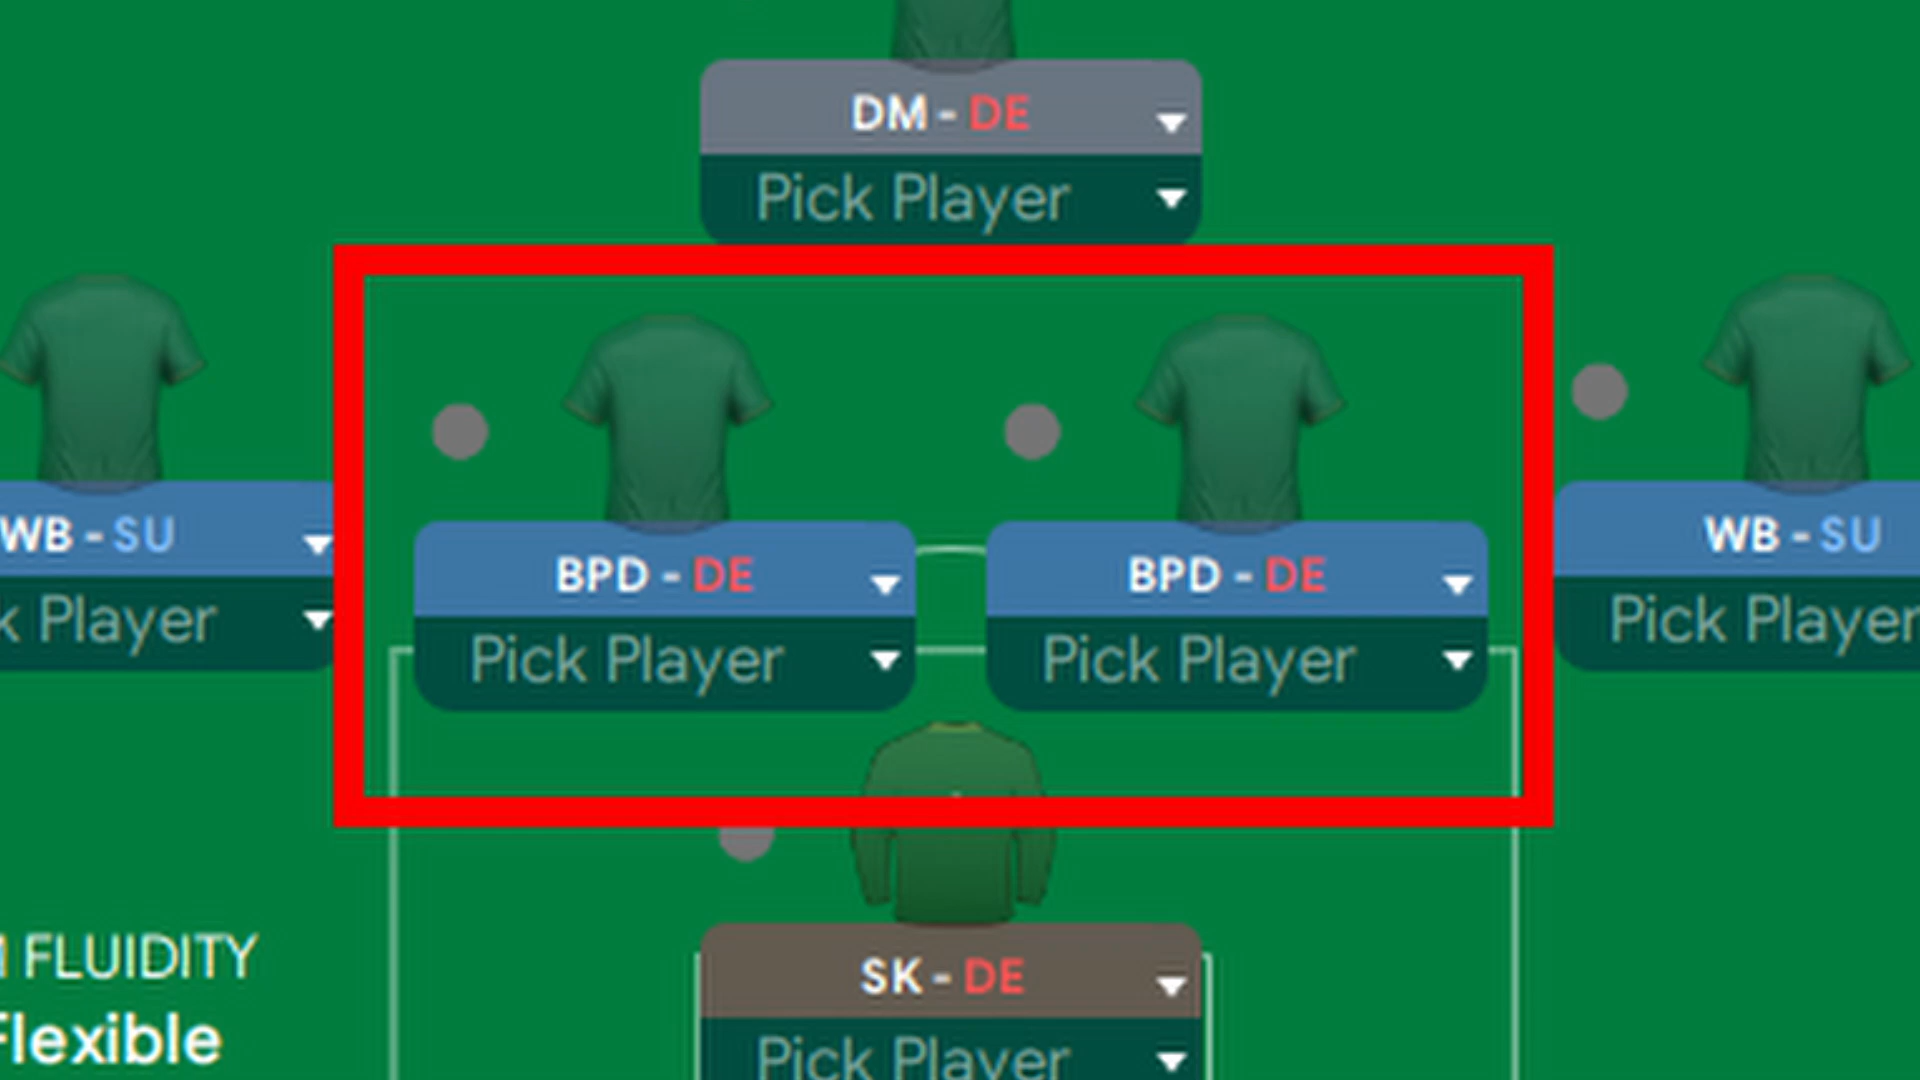 DM - DE
Pick Player
WB - SU
k Player
BPD - DE
Pick Player
BPD - DE
Pick Player
WB - SU
Pick Player
FLUIDITY
Flexible
SK - DE
Pick Player